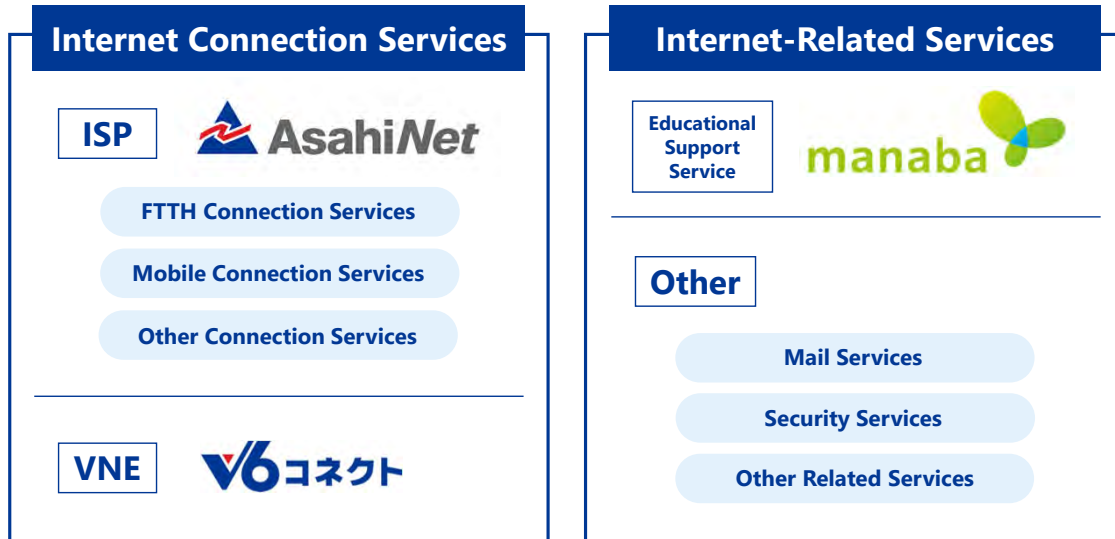 Internet Connection Services
ISP
AsahiNet
FTTH Connection Services
Mobile Connection Services
Other Connection Services
VNE
v6コネクト
Internet-Related Services
Educational
Support
Service
manaba
Other
Mail Services
Security Services
Other Related Services